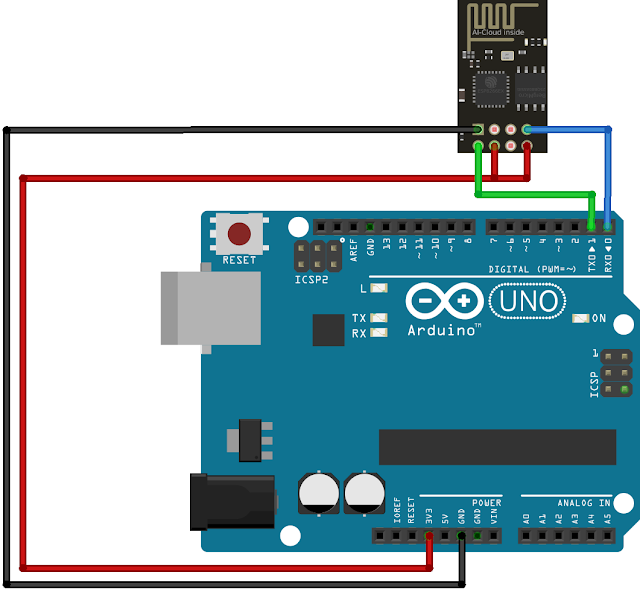 AI-Cloud inside
RESET
ICSP2
AREF
GND
13
12
~11
~10
~9
8
7
~6
~5
4
~3
2
TX0▶1
RX0◀0
DIGITAL (PWM=~)
L
TX
RX
UNO
Arduino™
ON
1
ICSP
POWER
ANALOG IN
IOREF
RESET
3V3
5V
GND
GND
VIN
A0
A1
A2
A3
A4
A5